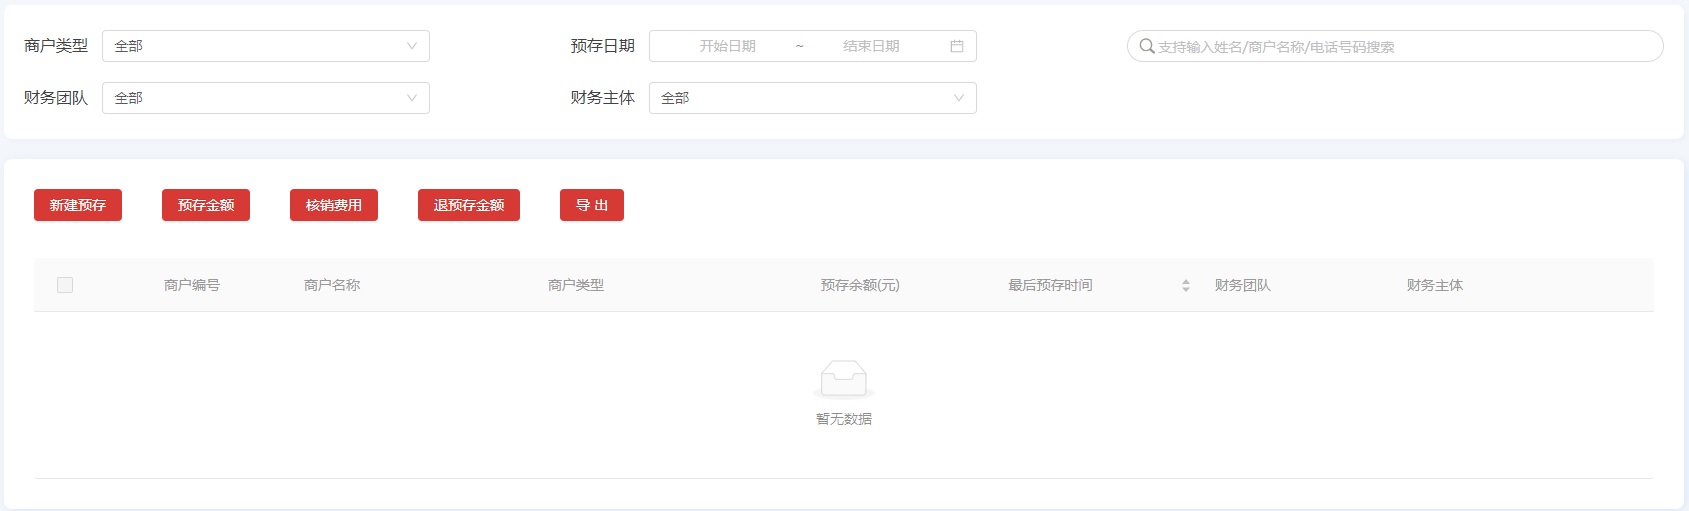 商户类型 全部 预存日期 开始日期 ~ 结束日期 支持输入姓名/商户名称/电话号码搜索
财务团队 全部 财务主体 全部
新建预存 预存金额 核销费用 退预存金额 导 出
商户编号 商户名称 商户类型 预存余额(元) 最后预存时间 财务团队 财务主体
暂无数据